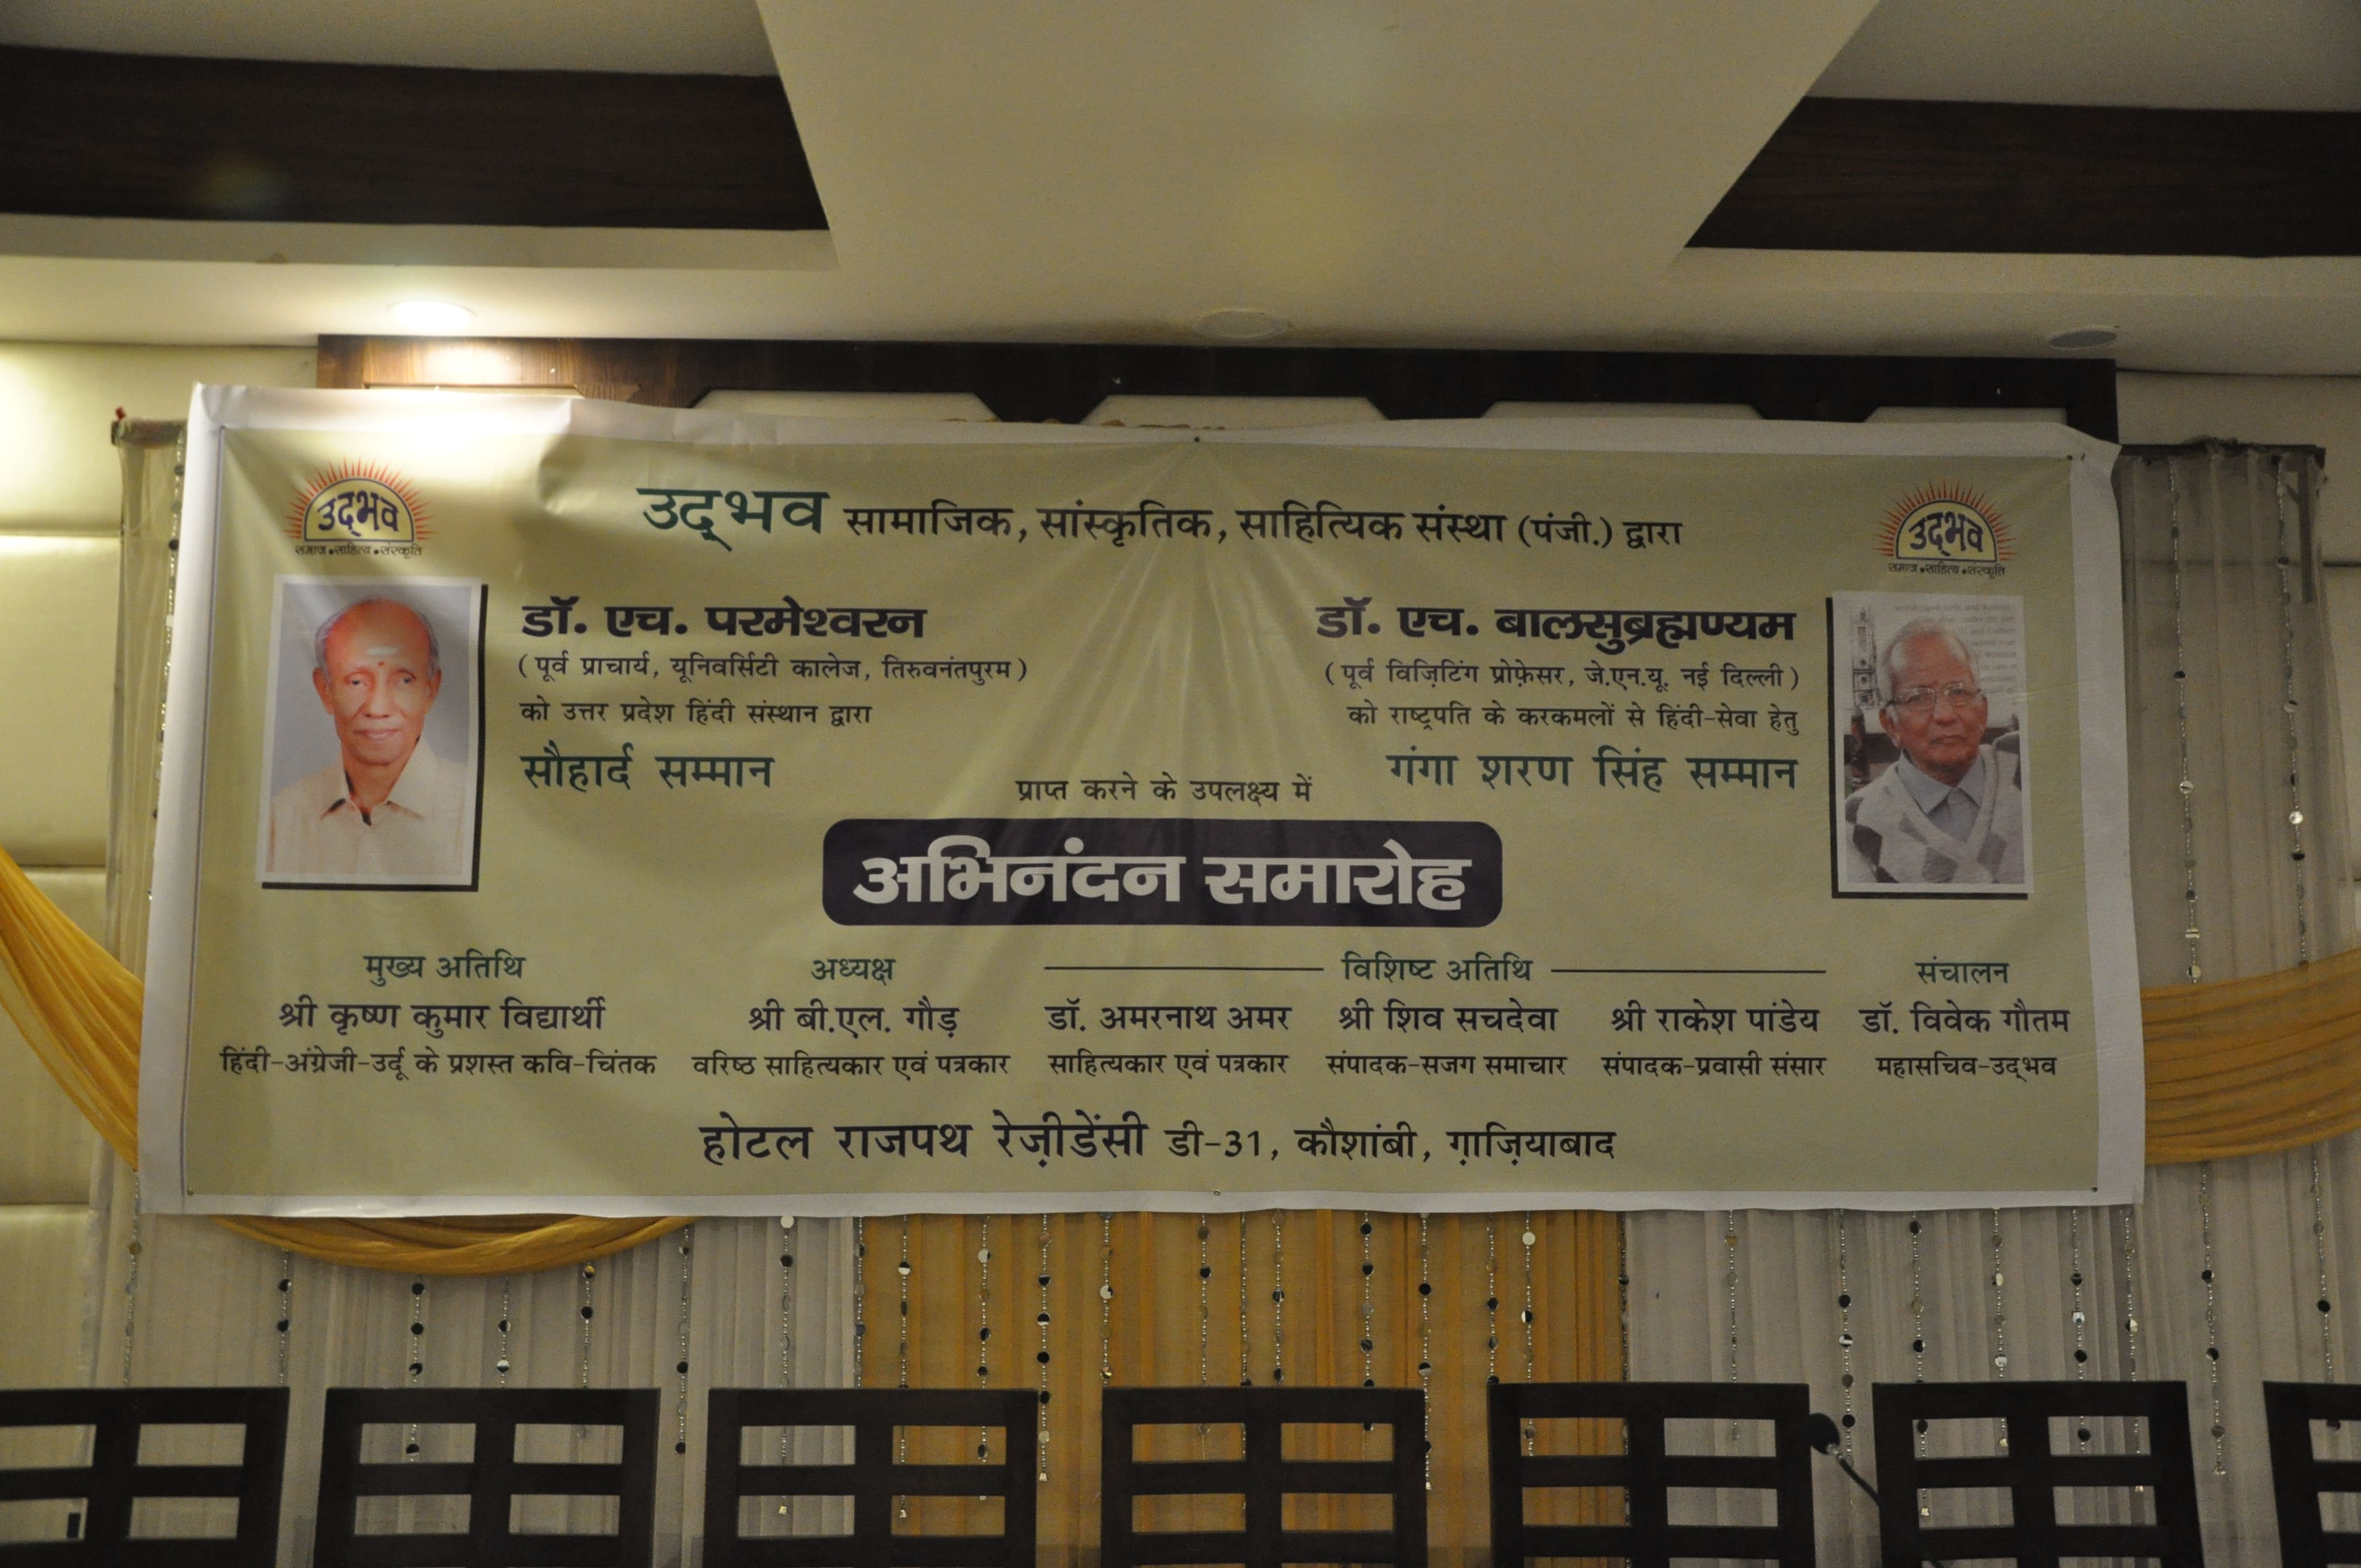 उद्भव
समाज • साहित्य • संस्कृति
उद्भव सामाजिक, सांस्कृतिक, साहित्यिक संस्था (पंजी.) द्वारा
उद्भव
समाज • साहित्य • संस्कृति
डॉ. एच. परमेश्वरन
(पूर्व प्राचार्य, यूनिवर्सिटी कालेज, तिरुवनंतपुरम)
को उत्तर प्रदेश हिंदी संस्थान द्वारा
सौहार्द सम्मान
डॉ. एच. बालसुब्रह्मण्यम
(पूर्व विज़िटिंग प्रोफ़ेसर, जे.एन.यू. नई दिल्ली)
को राष्ट्रपति के करकमलों से हिंदी-सेवा हेतु
गंगा शरण सिंह सम्मान
प्राप्त करने के उपलक्ष्य में
अभिनंदन समारोह
मुख्य अतिथि अध्यक्ष विशिष्ट अतिथि संचालन
श्री कृष्ण कुमार विद्यार्थी श्री बी.एल. गौड़ डॉ. अमरनाथ अमर श्री शिव सचदेवा श्री राकेश पांडेय डॉ. विवेक गौतम
हिंदी-अंग्रेजी-उर्दू के प्रशस्त कवि-चिंतक वरिष्ठ साहित्यकार एवं पत्रकार साहित्यकार एवं पत्रकार संपादक-सजग समाचार संपादक-प्रवासी संसार महासचिव-उद्भव
होटल राजपथ रेज़ीडेंसी डी-31, कौशांबी, ग़ाज़ियाबाद